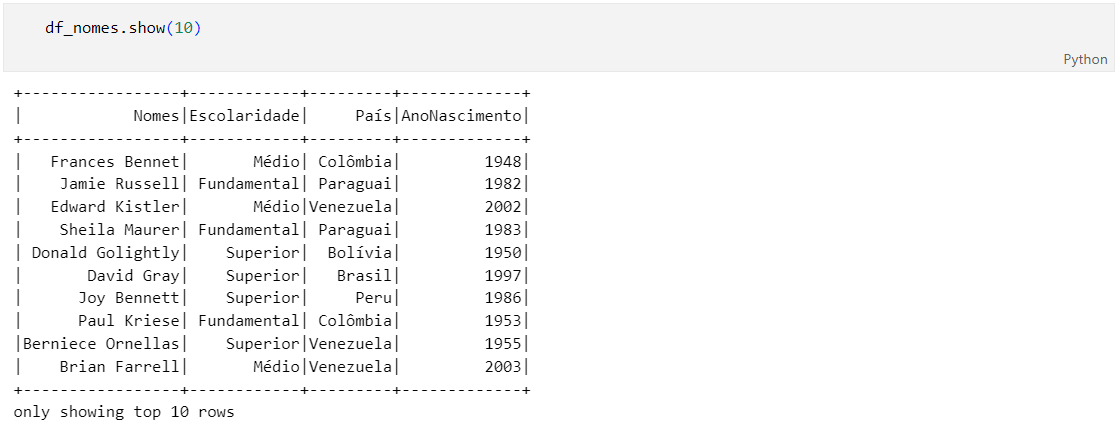 df_nomes.show(10)
Python
+-----------------+------------+---------+-------------+
|            Nomes|Escolaridade|     País|AnoNascimento|
+-----------------+------------+---------+-------------+
|   Frances Bennet|       Médio| Colômbia|         1948|
|    Jamie Russell| Fundamental| Paraguai|         1982|
|   Edward Kistler|       Médio|Venezuela|         2002|
|    Sheila Maurer| Fundamental| Paraguai|         1983|
| Donald Golightly|    Superior|  Bolívia|         1950|
|       David Gray|    Superior|   Brasil|         1997|
|      Joy Bennett|    Superior|     Peru|         1986|
|      Paul Kriese| Fundamental| Colômbia|         1953|
|Berniece Ornellas|    Superior|Venezuela|         1955|
|    Brian Farrell|       Médio|Venezuela|         2003|
+-----------------+------------+---------+-------------+
only showing top 10 rows